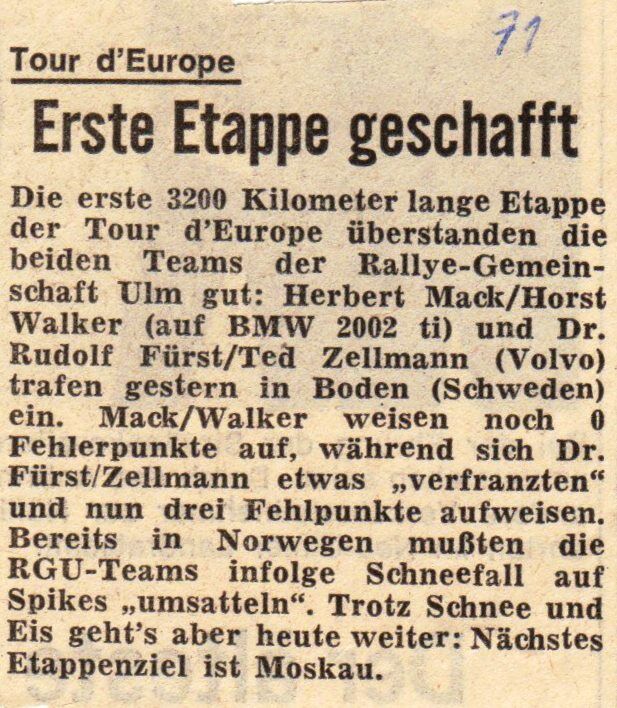 71
Tour d'Europe
Erste Etappe geschafft
Die erste 3200 Kilometer lange Etappe
der Tour d'Europe überstanden die
beiden Teams der Rallye-Gemein-
schaft Ulm gut: Herbert Mack/Horst
Walker (auf BMW 2002 ti) und Dr.
Rudolf Fürst/Ted Zellmann (Volvo)
trafen gestern in Boden (Schweden)
ein. Mack/Walker weisen noch 0
Fehlerpunkte auf, während sich Dr.
Fürst/Zellmann etwas „verfranzten“
und nun drei Fehlpunkte aufweisen.
Bereits in Norwegen mußten die
RGU-Teams infolge Schneefall auf
Spikes „umsatteln“. Trotz Schnee und
Eis geht's aber heute weiter: Nächstes
Etappenziel ist Moskau.